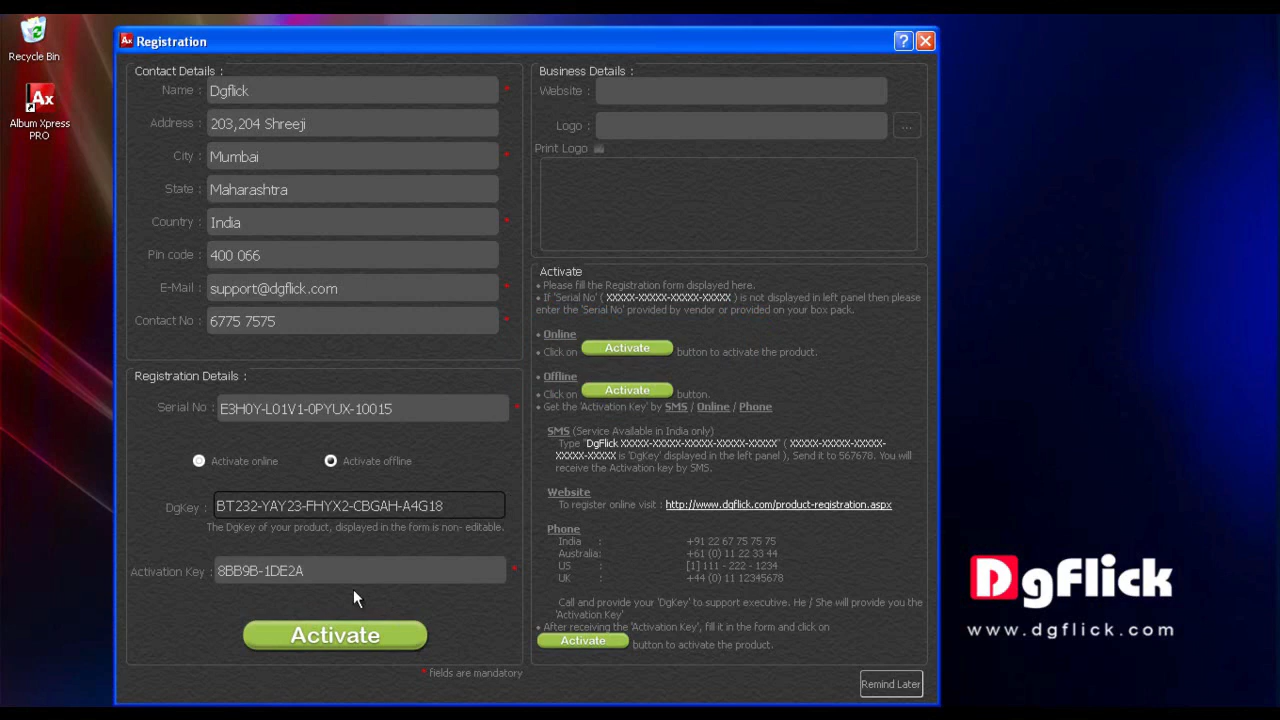 Recycle Bin
Ax
Album Xpress
PRO
Ax Registration
?
Contact Details :
Name : Dgflick *
Address : 203,204 Shreeji
City : Mumbai *
State : Maharashtra
Country : India *
Pin code : 400 066
E-Mail : support@dgflick.com *
Contact No : 6775 7575 *
Registration Details :
Serial No : E3H0Y-L01V1-0PYUX-10015 *
Activate online Activate offline
DgKey : BT232-YAY23-FHYX2-CBGAH-A4G18
The DgKey of your product, displayed in the form is non- editable.
Activation Key : 8BB9B-1DE2A *
Activate
* fields are mandatory
Business Details :
Website :
Logo : ...
Print Logo
Activate
• Please fill the Registration form displayed here.
• If 'Serial No' ( XXXXX-XXXXX-XXXXX-XXXXX ) is not displayed in left panel then please
enter the 'Serial No' provided by vendor or provided on your box pack.
• Online
• Click on Activate button to activate the product.
• Offline
• Click on Activate button.
• Get the 'Activation Key' by SMS / Online / Phone
SMS (Service Available in India only)
Type "DgFlick XXXXX-XXXXX-XXXXX-XXXXX-XXXXX" ( XXXXX-XXXXX-XXXXX-
XXXXX-XXXXX is 'DgKey' displayed in the left panel ), Send it to 567678. You will
receive the Activation key by SMS.
Website
To register online visit : http://www.dgflick.com/product-registration.aspx
Phone
India : +91 22 67 75 75 75
Australia: +61 (0) 11 22 33 44
US : [1] 111 - 222 - 1234
UK : +44 (0) 11 12345678
Call and provide your 'DgKey' to support executive. He / She will provide you the
'Activation Key'
• After receiving the 'Activation Key', fill it in the form and click on
Activate button to activate the product.
Remind Later
DgFlick
www.dgflick.com